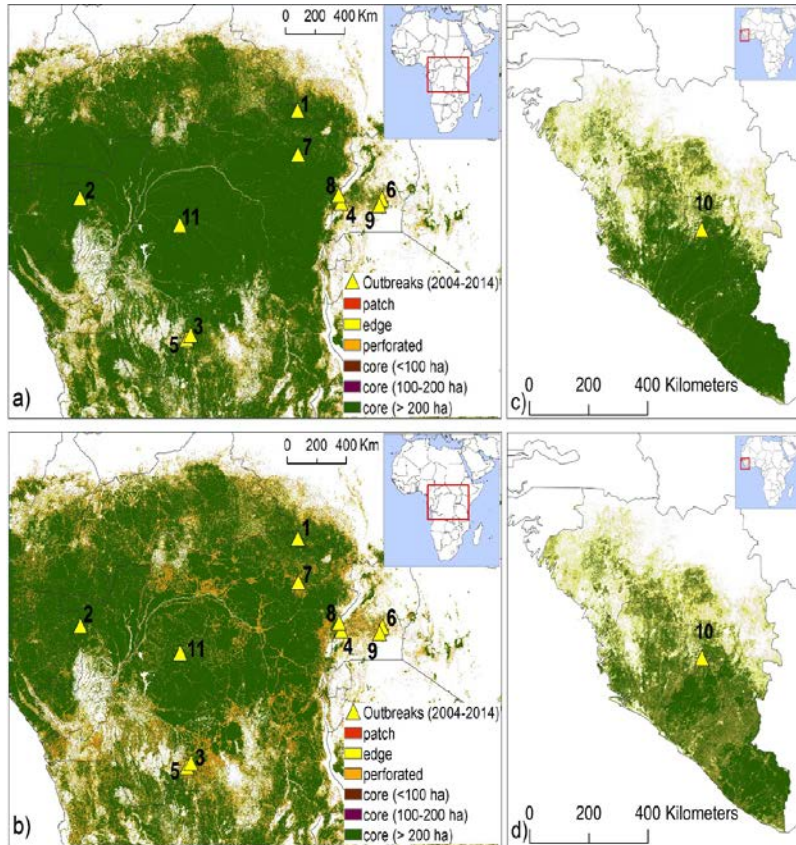 0 200 400 Km
1
7
2
8
6
4
9
11
3
5
Outbreaks (2004-2014)
patch
edge
perforated
core (<100 ha)
core (100-200 ha)
core (> 200 ha)
a)
10
0 200 400 Kilometers
c)
0 200 400 Km
1
7
2
8
6
4
9
11
3
5
Outbreaks (2004-2014)
patch
edge
perforated
core (<100 ha)
core (100-200 ha)
core (> 200 ha)
b)
10
0 200 400 Kilometers
d)